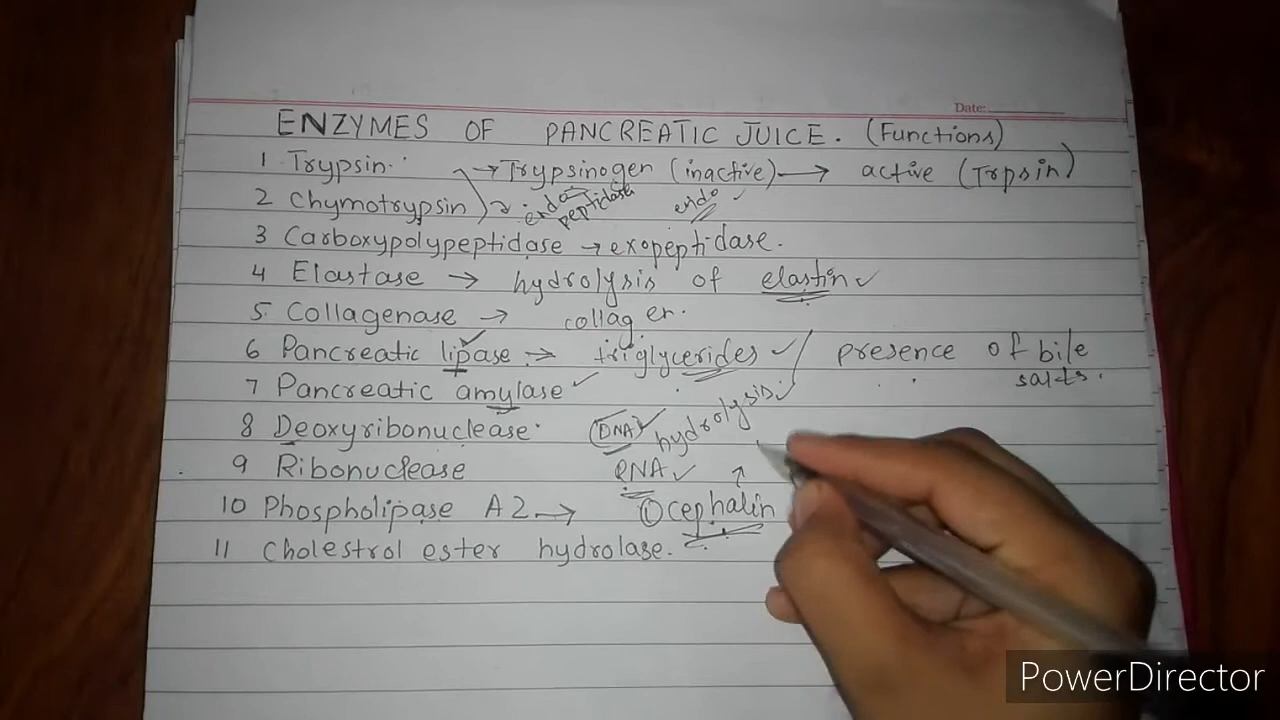 Date:
ENZYMES OF PANCREATIC JUICE. (Functions)
1 Trypsin. → Trypsinogen (inactive) → active (Trpsin)
2 Chymotrypsin → endo peptidase endo ✓
3 Carboxypolypeptidase → exopeptidase.
4 Elastase → hydrolysis of elastin ✓
5. Collagenase → collagen.
6 Pancreatic lipase → triglycerides ✓ / presence of bile salts.
7 Pancreatic amylase ✓
8 Deoxyribonuclease. DNA ✓ hydrolysis.
9 Ribonuclease RNA ✓
10 Phospholipase A2 → ① cephalin
11 cholestrol ester hydrolase.
PowerDirector